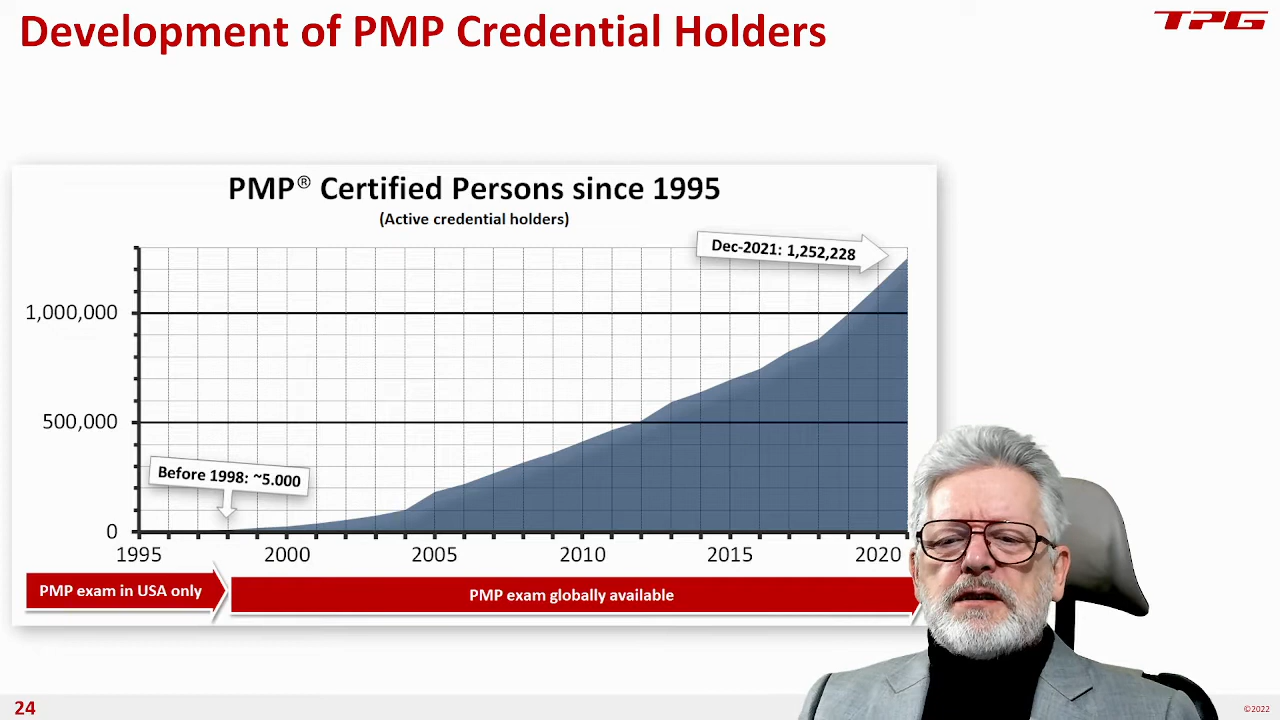 Development of PMP Credential Holders
TPG
PMP® Certified Persons since 1995
(Active credential holders)
Dec-2021: 1,252,228
1,000,000
500,000
Before 1998: ~5.000
0
1995 2000 2005 2010 2015 2020
PMP exam in USA only
PMP exam globally available
24
©2022